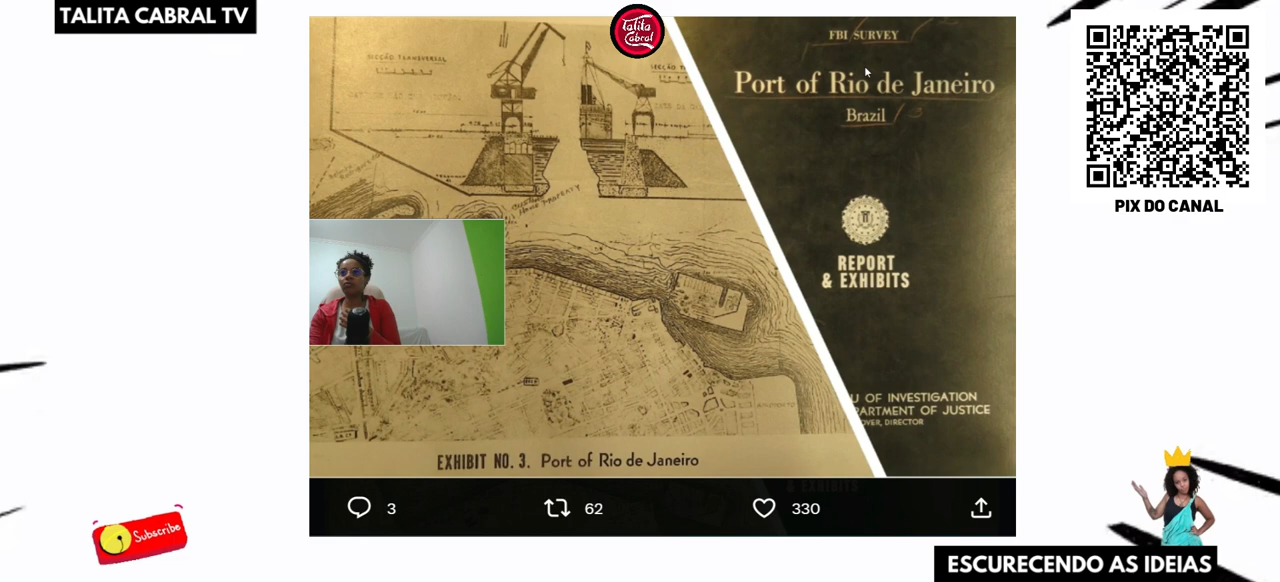 TALITA CABRAL TV
Talita
Cabral
FBI SURVEY
Port of Rio de Janeiro
Brazil
REPORT
& EXHIBITS
U OF INVESTIGATION
PARTMENT OF JUSTICE
OVER, DIRECTOR
SECÇÃO TRANSVERSAL
EXHIBIT NO. 3. Port of Rio de Janeiro
3
62
330
PIX DO CANAL
Subscribe
ESCURECENDO AS IDEIAS